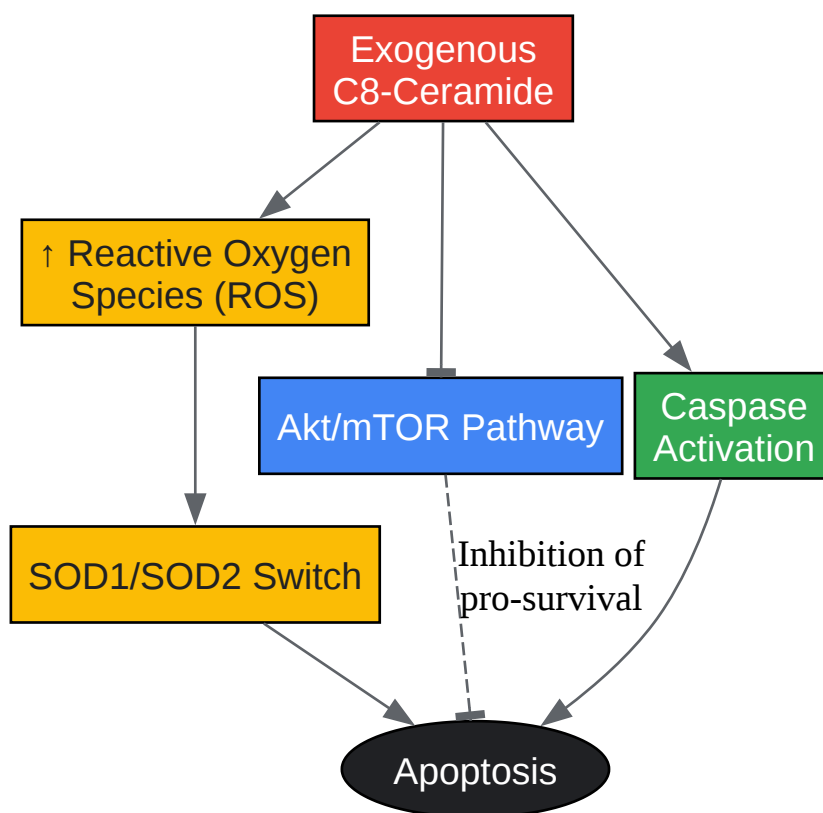 Exogenous
C8-Ceramide
↑ Reactive Oxygen
Species (ROS)
Akt/mTOR Pathway
Caspase
Activation
Inhibition of
pro-survival
SOD1/SOD2 Switch
Apoptosis